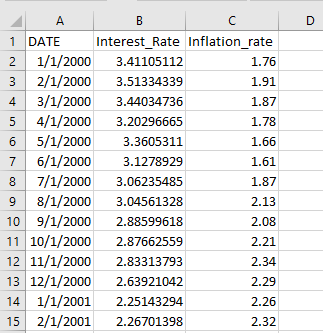 A B C D
1 DATE Interest_Rate Inflation_rate
2 1/1/2000 3.41105112 1.76
3 2/1/2000 3.51334339 1.91
4 3/1/2000 3.44034736 1.87
5 4/1/2000 3.20296665 1.78
6 5/1/2000 3.3605311 1.66
7 6/1/2000 3.1278929 1.61
8 7/1/2000 3.06235485 1.87
9 8/1/2000 3.04561328 2.13
10 9/1/2000 2.88599618 2.08
11 10/1/2000 2.87662559 2.21
12 11/1/2000 2.83313793 2.34
13 12/1/2000 2.63921042 2.29
14 1/1/2001 2.25143294 2.26
15 2/1/2001 2.26701398 2.32